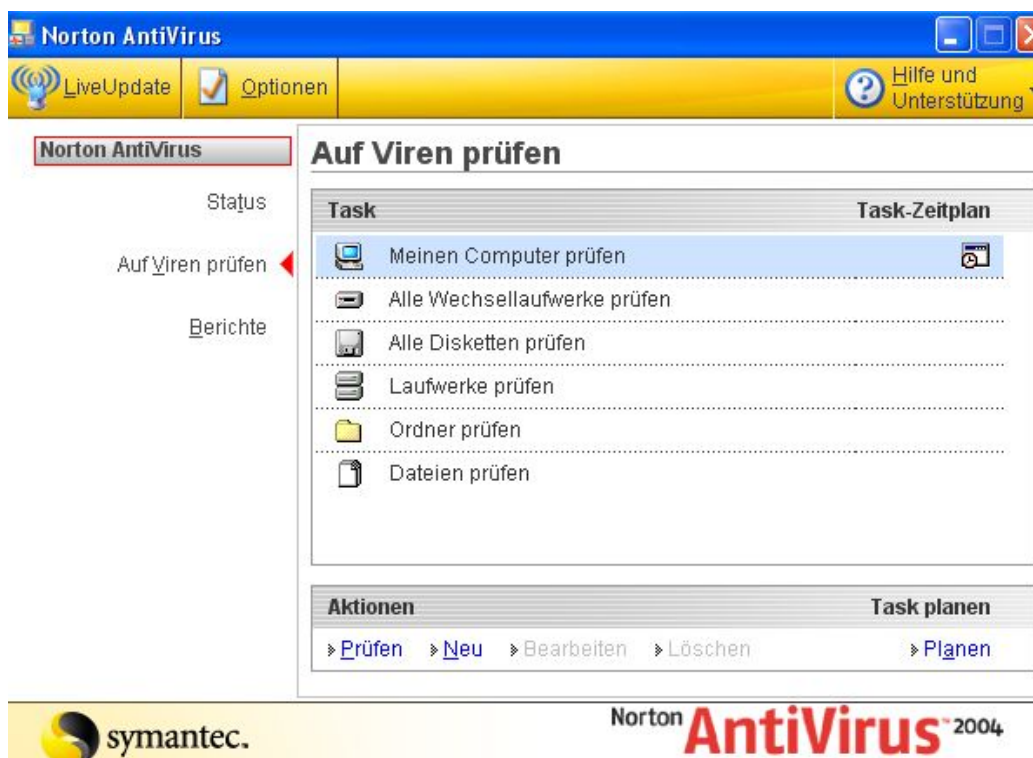 Norton AntiVirus
LiveUpdate
Optionen
Hilfe und
Unterstützung
Norton AntiVirus
Status
Auf Viren prüfen
Berichte
Auf Viren prüfen
Task Task-Zeitplan
Meinen Computer prüfen
Alle Wechsellaufwerke prüfen
Alle Disketten prüfen
Laufwerke prüfen
Ordner prüfen
Dateien prüfen
Aktionen Task planen
Prüfen Neu Bearbeiten Löschen Planen
symantec.
Norton AntiVirus 2004